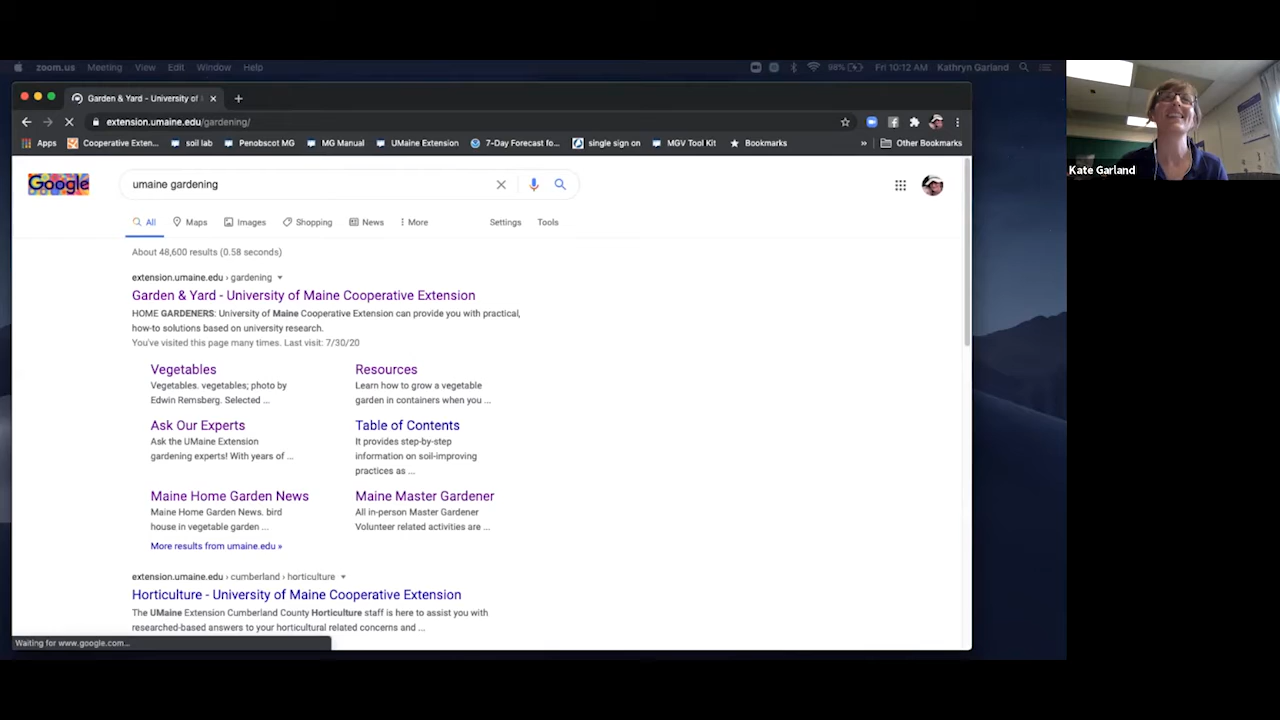 zoom.us Meeting View Edit Window Help 98% Fri 10:12 AM Kathryn Garland
Garden & Yard - University of
extension.umaine.edu/gardening/
Apps Cooperative Exten... soil lab Penobscot MG MG Manual UMaine Extension 7-Day Forecast fo... single sign on MGV Tool Kit Bookmarks » Other Bookmarks
Kate Garland
Google umaine gardening
All Maps Images Shopping News More Settings Tools
About 48,600 results (0.58 seconds)
extension.umaine.edu › gardening
Garden & Yard - University of Maine Cooperative Extension
HOME GARDENERS: University of Maine Cooperative Extension can provide you with practical,
how-to solutions based on university research.
You've visited this page many times. Last visit: 7/30/20
Vegetables
Vegetables. vegetables; photo by
Edwin Remsberg. Selected ...
Resources
Learn how to grow a vegetable
garden in containers when you ...
Ask Our Experts
Ask the UMaine Extension
gardening experts! With years of ...
Table of Contents
It provides step-by-step
information on soil-improving
practices as ...
Maine Home Garden News
Maine Home Garden News. bird
house in vegetable garden ...
Maine Master Gardener
All in-person Master Gardener
Volunteer related activities are ...
More results from umaine.edu »
extension.umaine.edu › cumberland › horticulture
Horticulture - University of Maine Cooperative Extension
The UMaine Extension Cumberland County Horticulture staff is here to assist you with
researched-based answers to your horticultural related concerns and ...
Waiting for www.google.com...